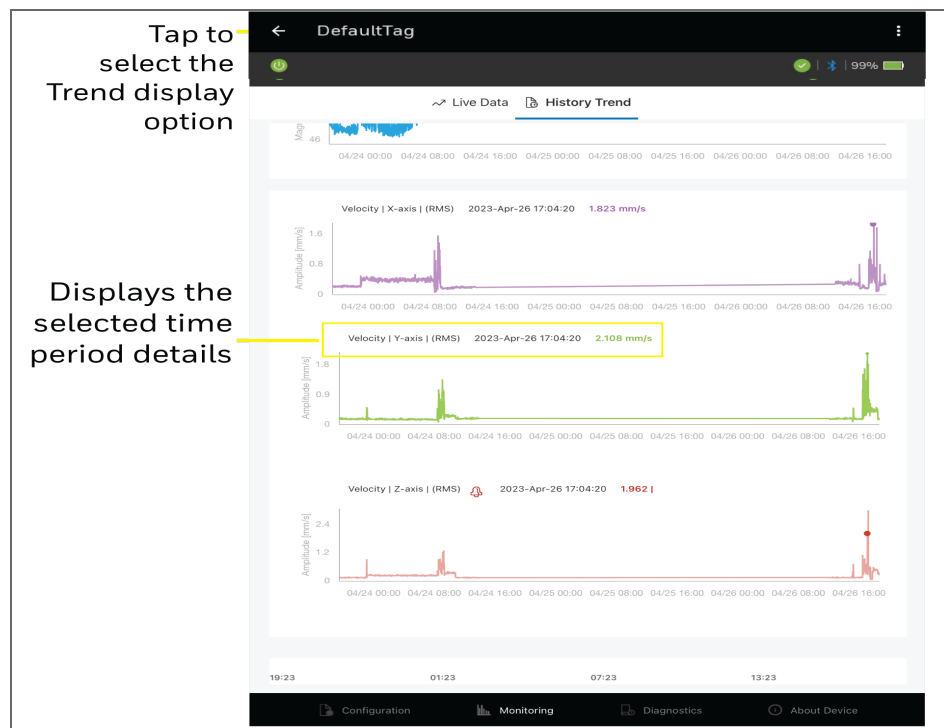 Tap to
select the
Trend display
option
DefaultTag
99%
Live Data History Trend
Magn
46
04/24 00:00 04/24 08:00 04/24 16:00 04/25 00:00 04/25 08:00 04/25 16:00 04/26 00:00 04/26 08:00 04/26 16:00
Velocity | X-axis | (RMS) 2023-Apr-26 17:04:20 1.823 mm/s
Amplitude [mm/s]
1.6
0.8
0
04/24 00:00 04/24 08:00 04/24 16:00 04/25 00:00 04/25 08:00 04/25 16:00 04/26 00:00 04/26 08:00 04/26 16:00
Displays the
selected time
period details
Velocity | Y-axis | (RMS) 2023-Apr-26 17:04:20 2.108 mm/s
Amplitude [mm/s]
1.8
0.9
0
04/24 00:00 04/24 08:00 04/24 16:00 04/25 00:00 04/25 08:00 04/25 16:00 04/26 00:00 04/26 08:00 04/26 16:00
Velocity | Z-axis | (RMS) 2023-Apr-26 17:04:20 1.962 |
Amplitude [mm/s]
2.4
1.2
0
04/24 00:00 04/24 08:00 04/24 16:00 04/25 00:00 04/25 08:00 04/25 16:00 04/26 00:00 04/26 08:00 04/26 16:00
19:23 01:23 07:23 13:23
Configuration Monitoring Diagnostics About Device